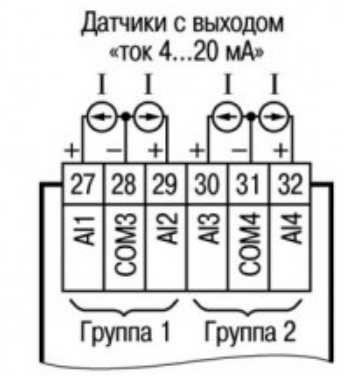 Датчики с выходом
«ток 4...20 мА»
I I I I
+ − + + − +
27 28 29 30 31 32
AI1 COM3 AI2 AI3 COM4 AI4
Группа 1 Группа 2